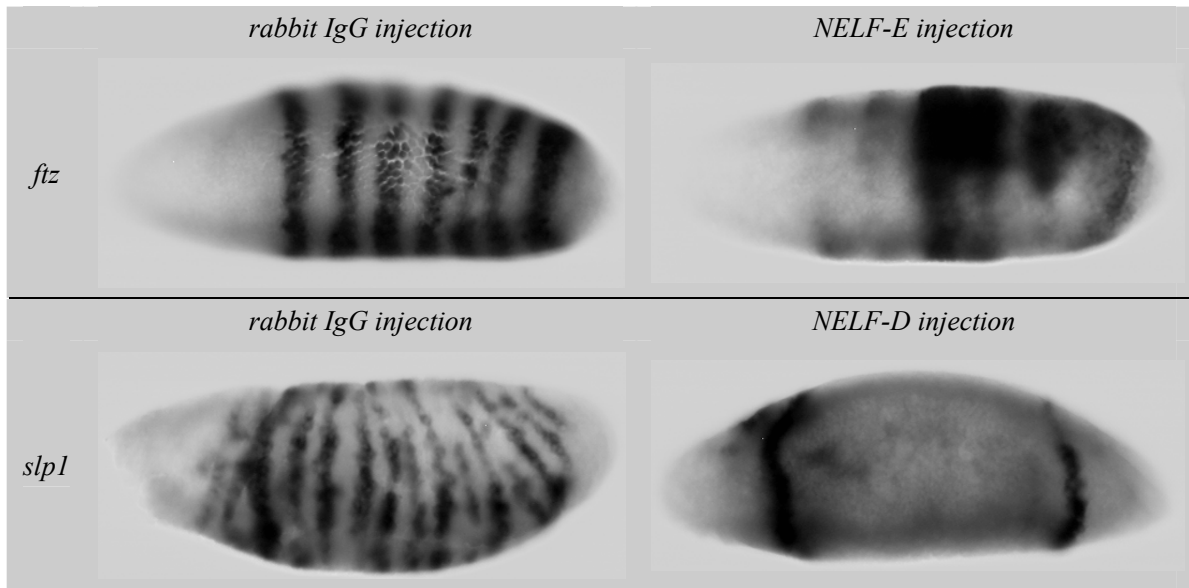 rabbit IgG injection NELF-E injection
ftz
rabbit IgG injection NELF-D injection
slp1